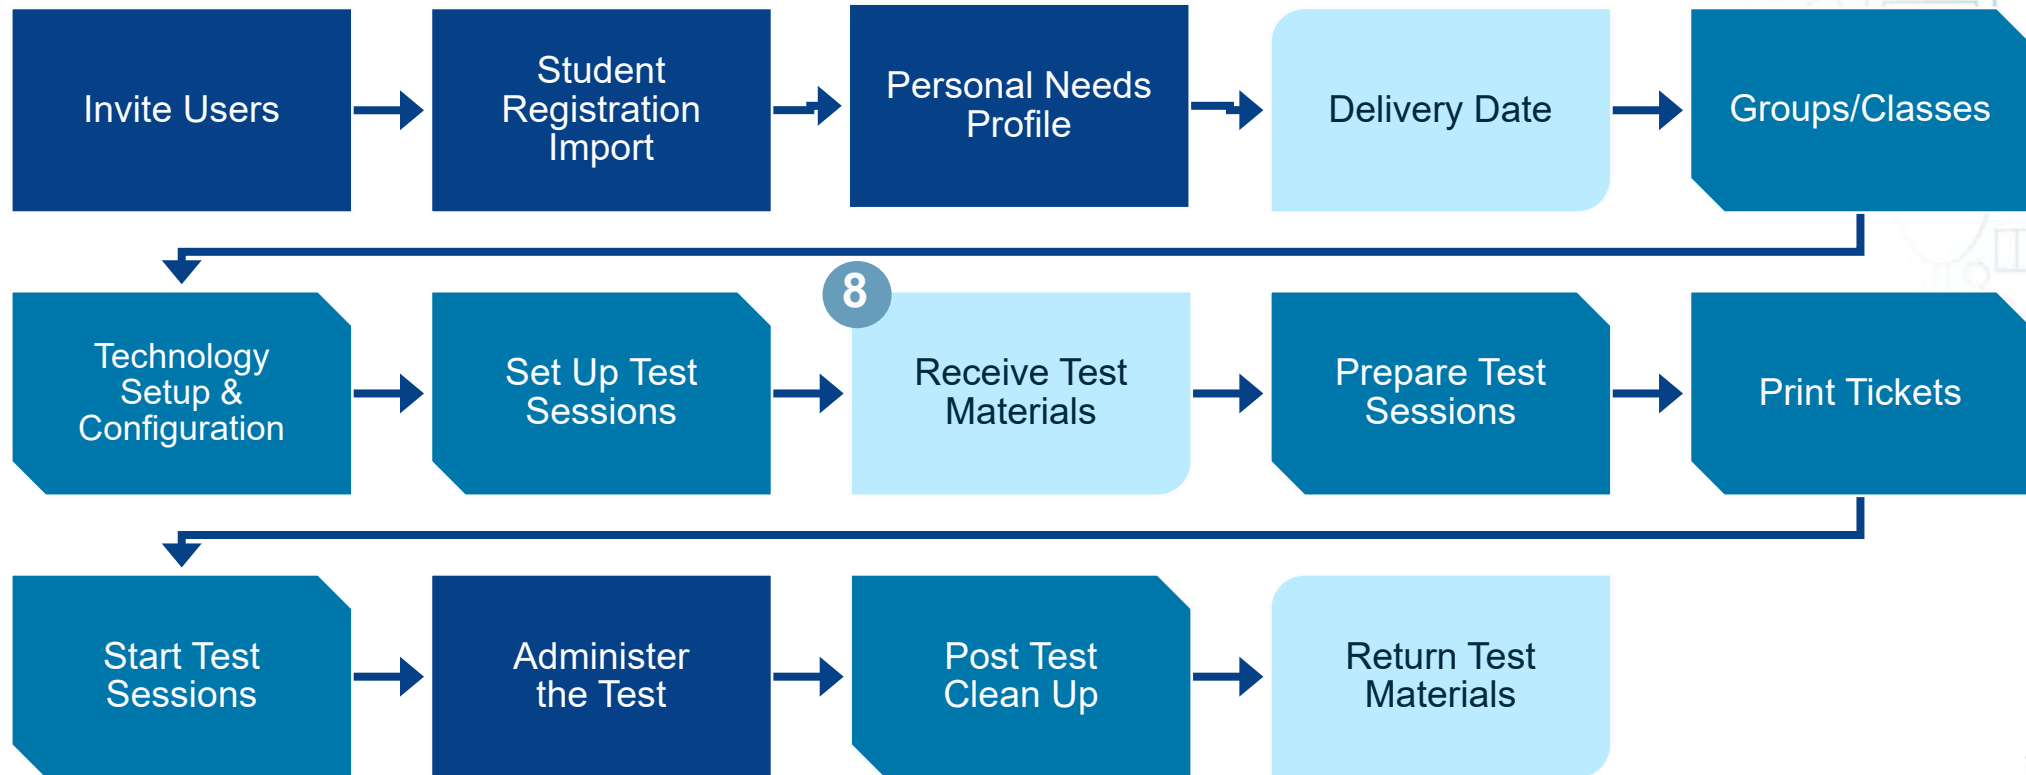 Invite Users
Student
Registration
Import
Personal Needs
Profile
Delivery Date
Groups/Classes
Technology
Setup &
Configuration
Set Up Test
Sessions
8
Receive Test
Materials
Prepare Test
Sessions
Print Tickets
Start Test
Sessions
Administer
the Test
Post Test
Clean Up
Return Test
Materials